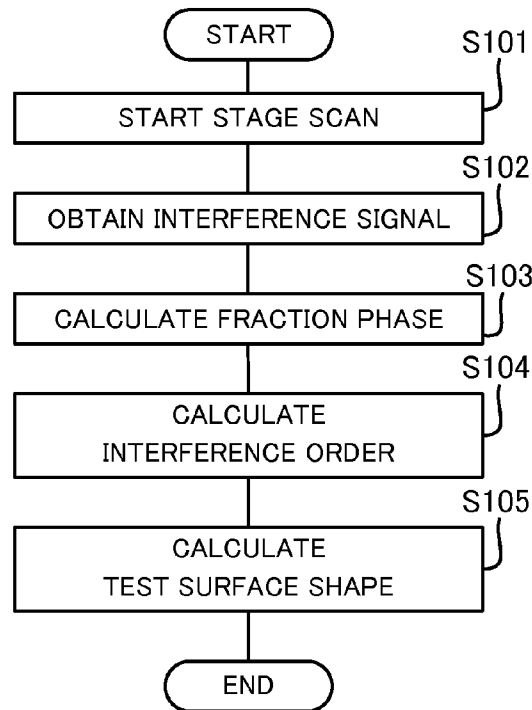 START
S101
START STAGE SCAN
S102
OBTAIN INTERFERENCE SIGNAL
S103
CALCULATE FRACTION PHASE
S104
CALCULATE
INTERFERENCE ORDER
S105
CALCULATE
TEST SURFACE SHAPE
END